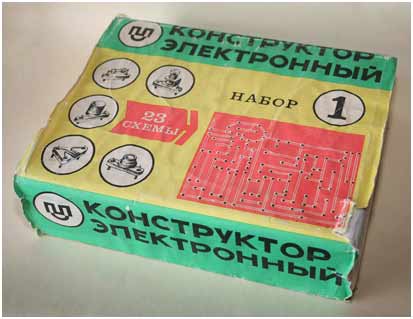 КОНСТРУКТОР
ЭЛЕКТРОННЫЙ
НАБОР 1
23
СХЕМЫ
КОНСТРУКТОР
ЭЛЕКТРОННЫЙ